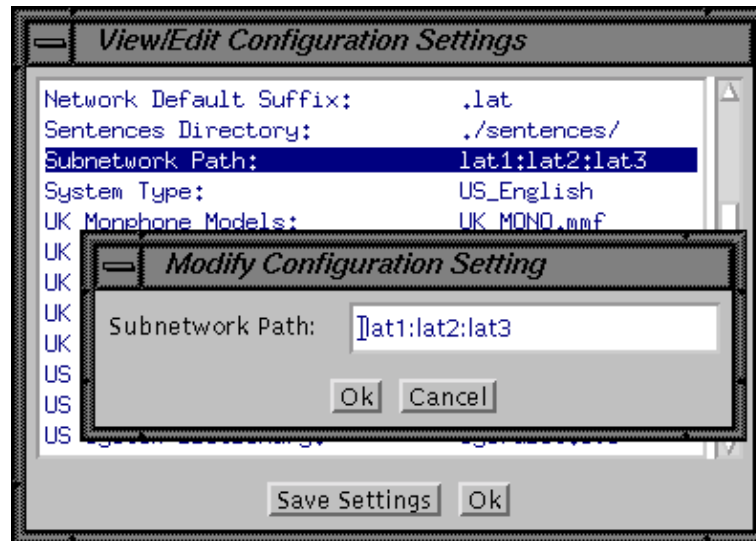 View/Edit Configuration Settings
Network Default Suffix: .lat
Sentences Directory: ./sentences/
Subnetwork Path: lat1:lat2:lat3
System Type: US_English
UK Monphone Models: UK_MONO.mmf
UK
Modify Configuration Setting
UK
UK
Subnetwork Path: lat1:lat2:lat3
UK
US
Ok Cancel
US
US
Save Settings Ok